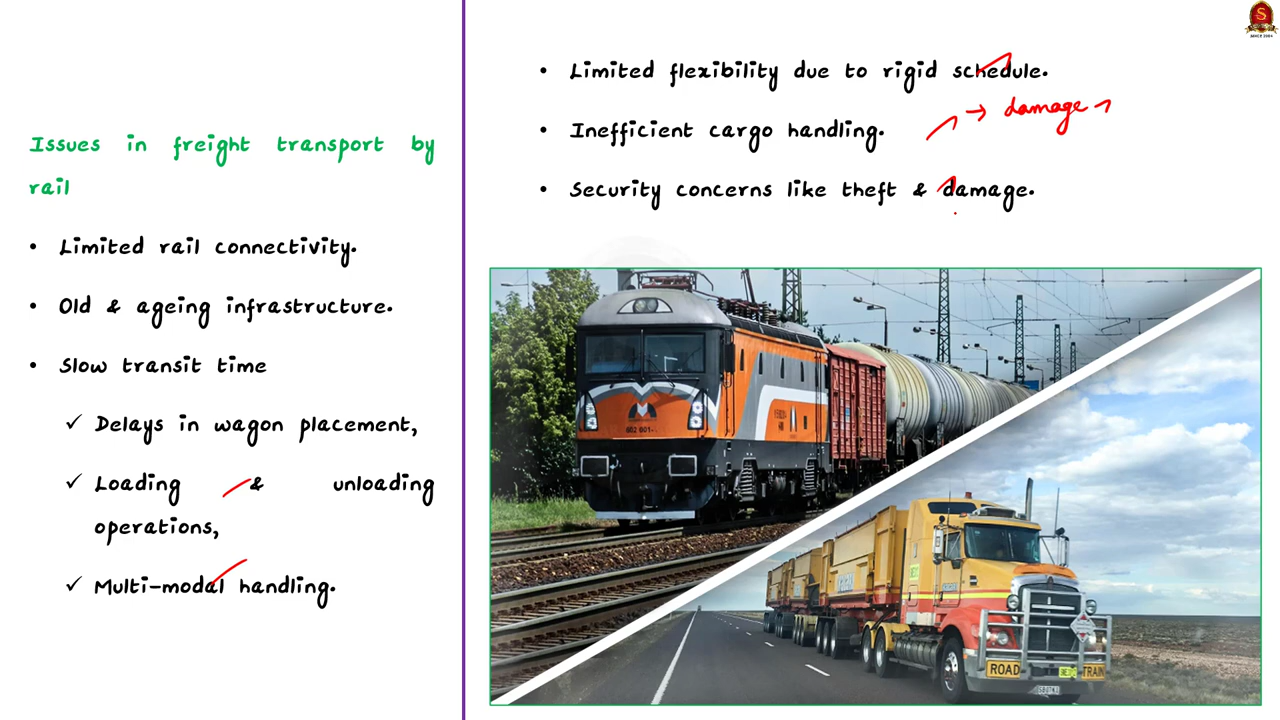 Issues in freight transport by
rail
• Limited rail connectivity.
• Old & ageing infrastructure.
• Slow transit time
✓ Delays in wagon placement,
✓ Loading & unloading
operations,
✓ Multi-modal handling.
• Limited flexibility due to rigid schedule.
→ damage
• Inefficient cargo handling.
• Security concerns like theft & damage.
S
SINCE 2004
ROAD
TRAIN